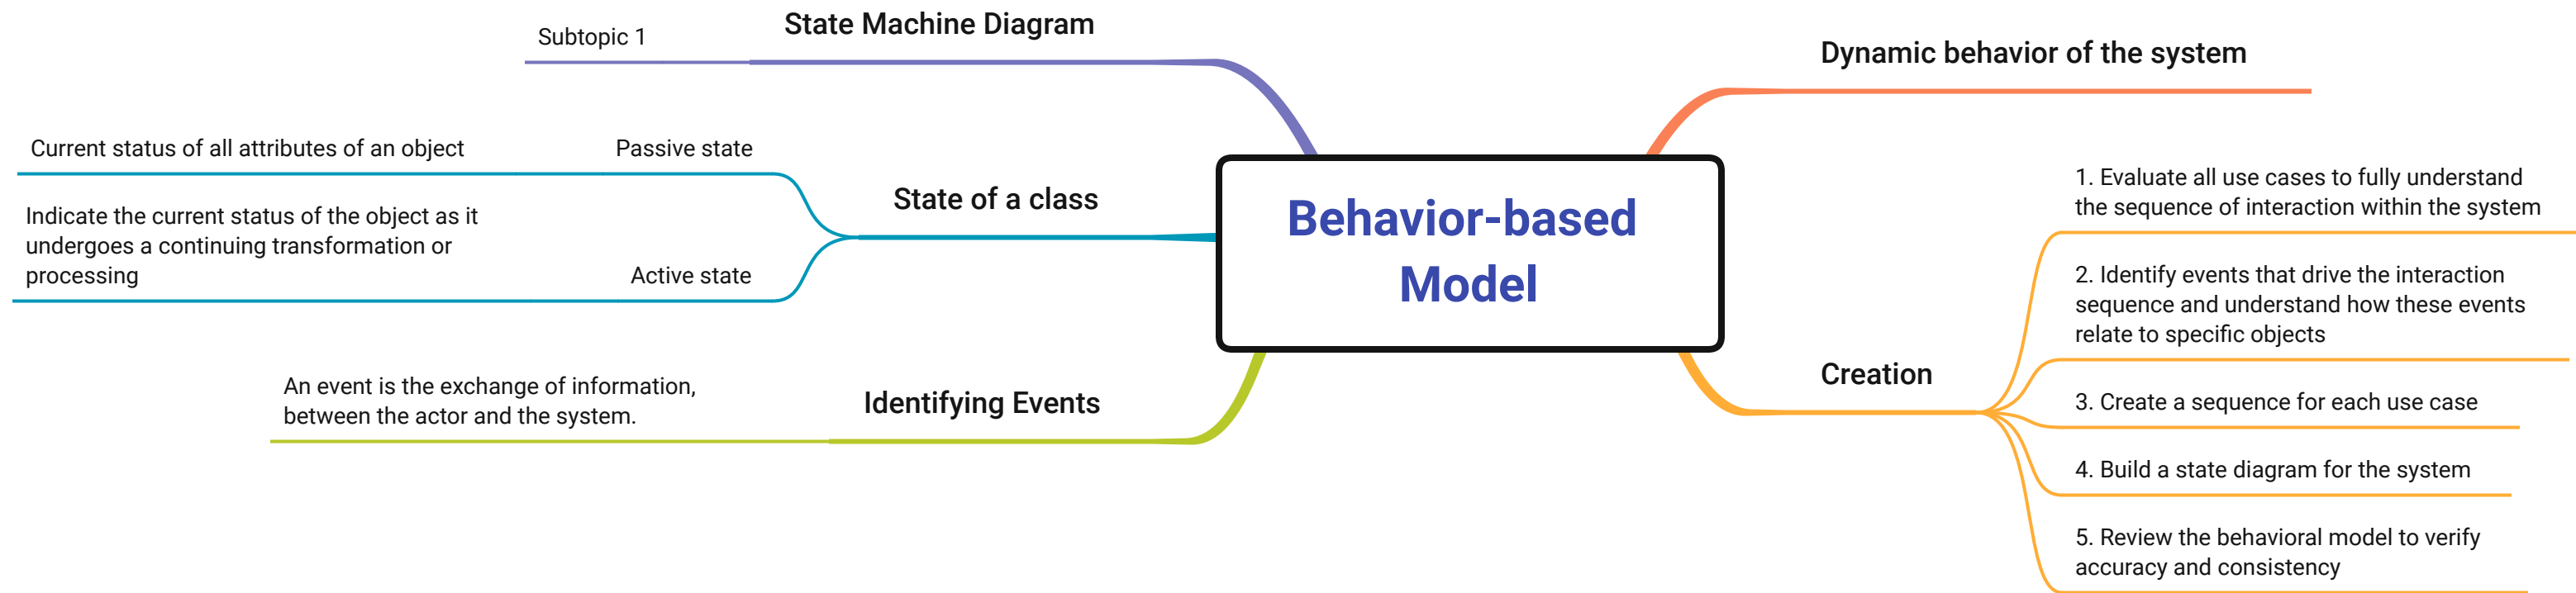 State Machine Diagram
Subtopic 1
Dynamic behavior of the system
Current status of all attributes of an object
Passive state
State of a class
Indicate the current status of the object as it
undergoes a continuing transformation or
processing
Active state
Identifying Events
An event is the exchange of information,
between the actor and the system.
Behavior-based
Model
Creation
1. Evaluate all use cases to fully understand
the sequence of interaction within the system
2. Identify events that drive the interaction
sequence and understand how these events
relate to specific objects
3. Create a sequence for each use case
4. Build a state diagram for the system
5. Review the behavioral model to verify
accuracy and consistency